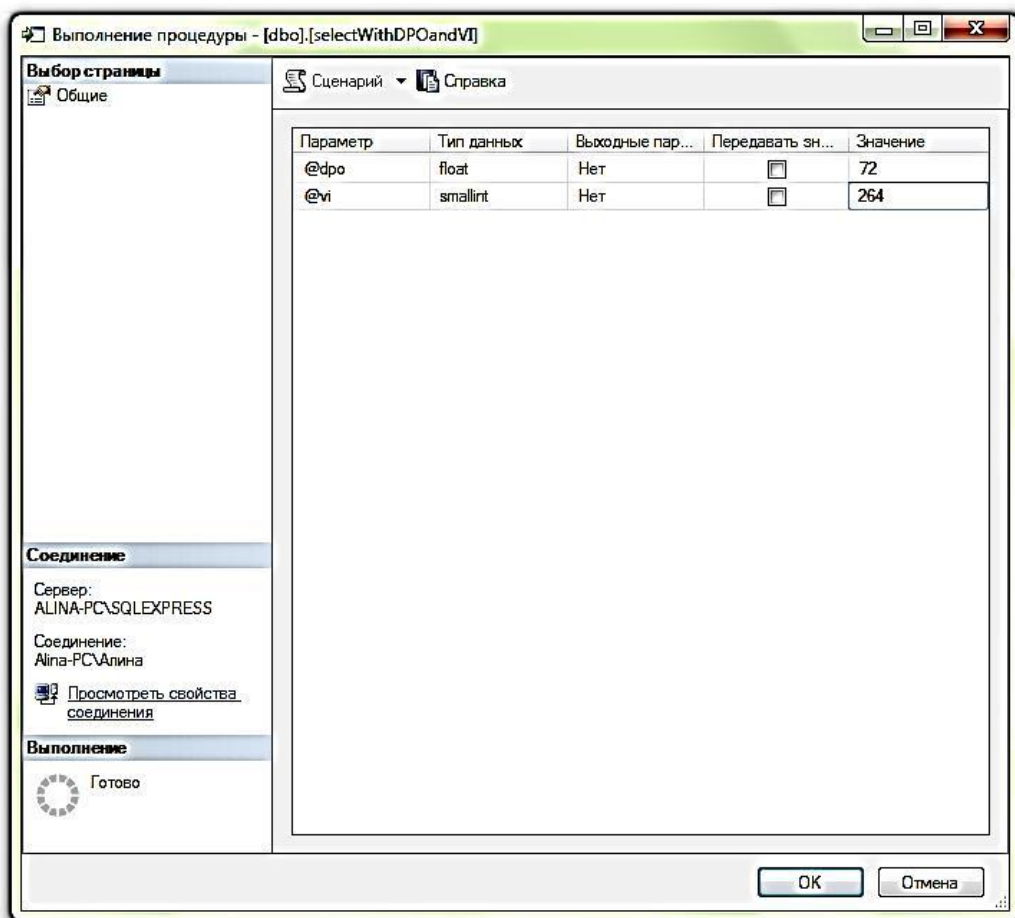 Выполнение процедуры - [dbo].[selectWithDPOandVI]
Выбор страницы
Общие
Сценарий Справка
Параметр Тип данных Выходные пар... Передавать зн... Значение
@dpo float Нет 72
@vi smallint Нет 264
Соединение
Сервер:
ALINA-PC\SQLEXPRESS
Соединение:
Alina-PC\Алина
Просмотреть свойства
соединения
Выполнение
Готово
OK Отмена